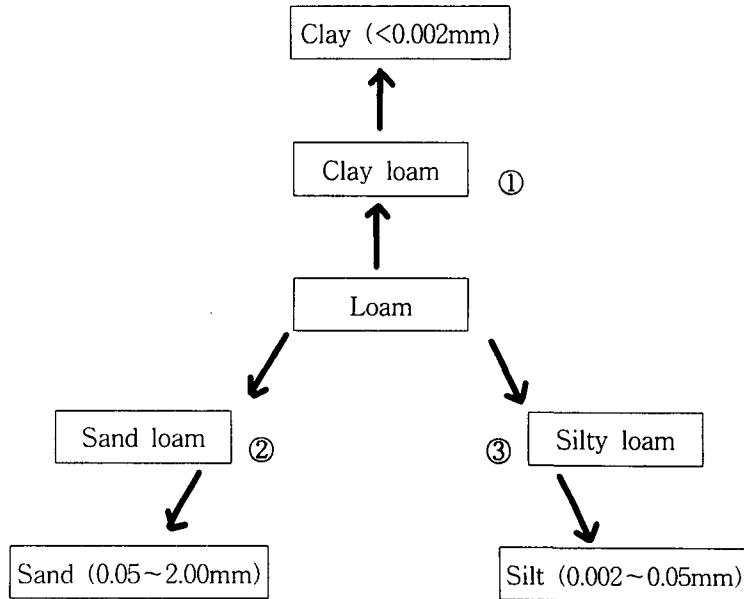 Clay (<0.002mm)
Clay loam
①
Loam
Sand loam
②
③
Silty loam
Sand (0.05~2.00mm)
Silt (0.002~0.05mm)